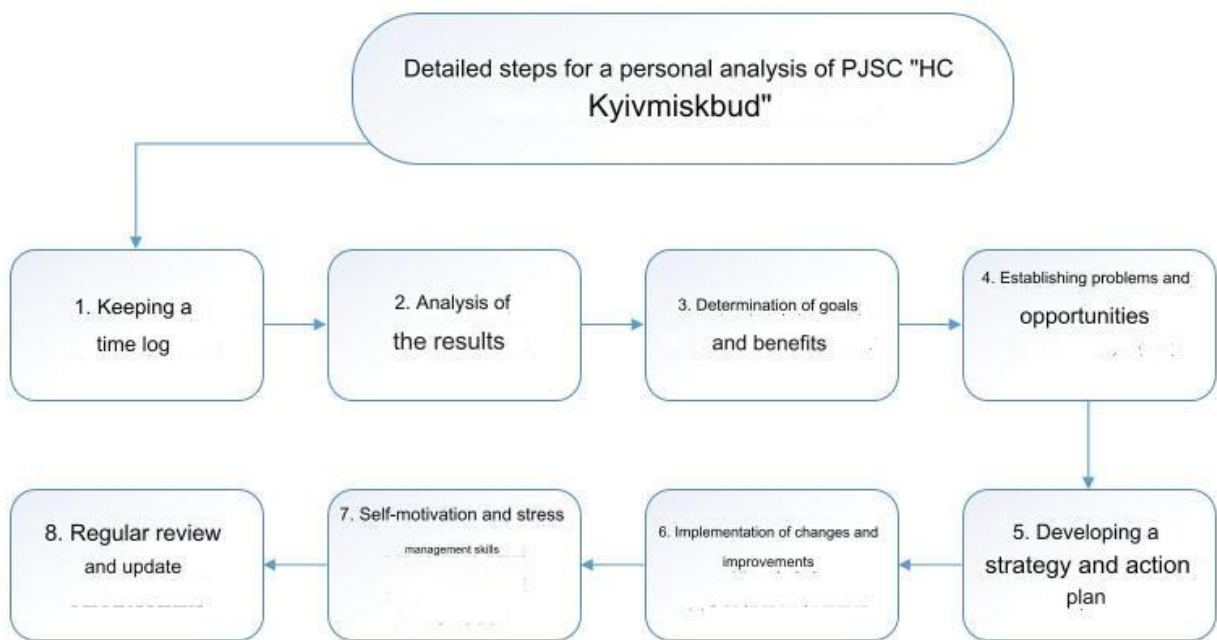 Detailed steps for a personal analysis of PJSC "HC
Kyivmiskbud"
1. Keeping a
time log
2. Analysis of
the results
3. Determination of goals
and benefits
4. Establishing problems and
opportunities
5. Developing a
strategy and action
plan
6. Implementation of changes and
improvements
7. Self-motivation and stress
management skills
8. Regular review
and update